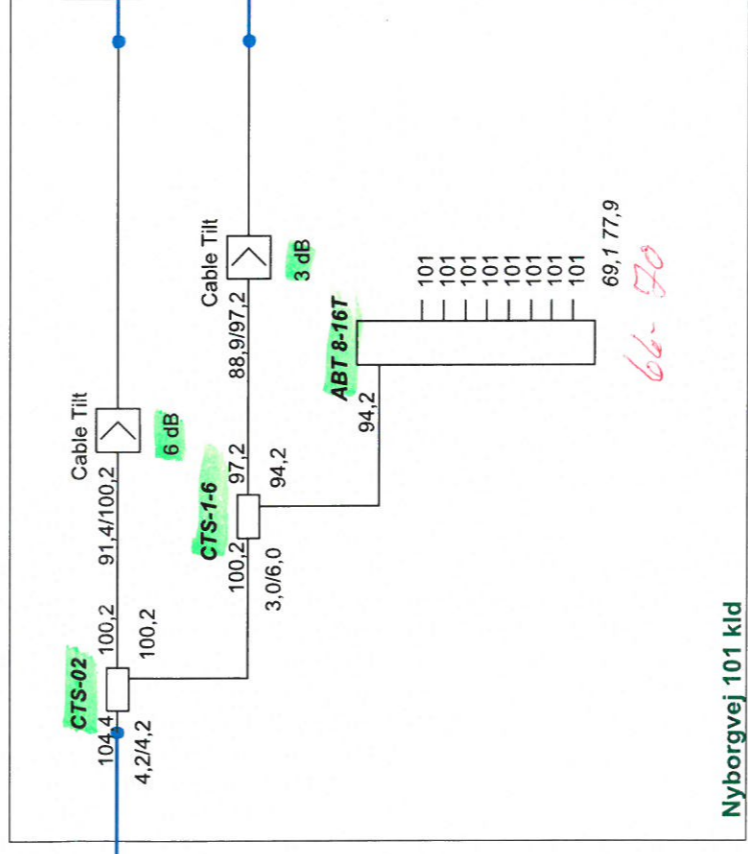 Cable Tilt
CTS-02
104,4
100,2
91,4/100,2
6 dB
4,2/4,2
100,2
Cable Tilt
CTS-1-6
100,2
97,2
88,9/97,2
3 dB
3,0/6,0
94,2
ABT 8-16T
94,2
101
101
101
101
101
101
101
101
69,1 77,9
66-70
Nyborgvej 101 kld